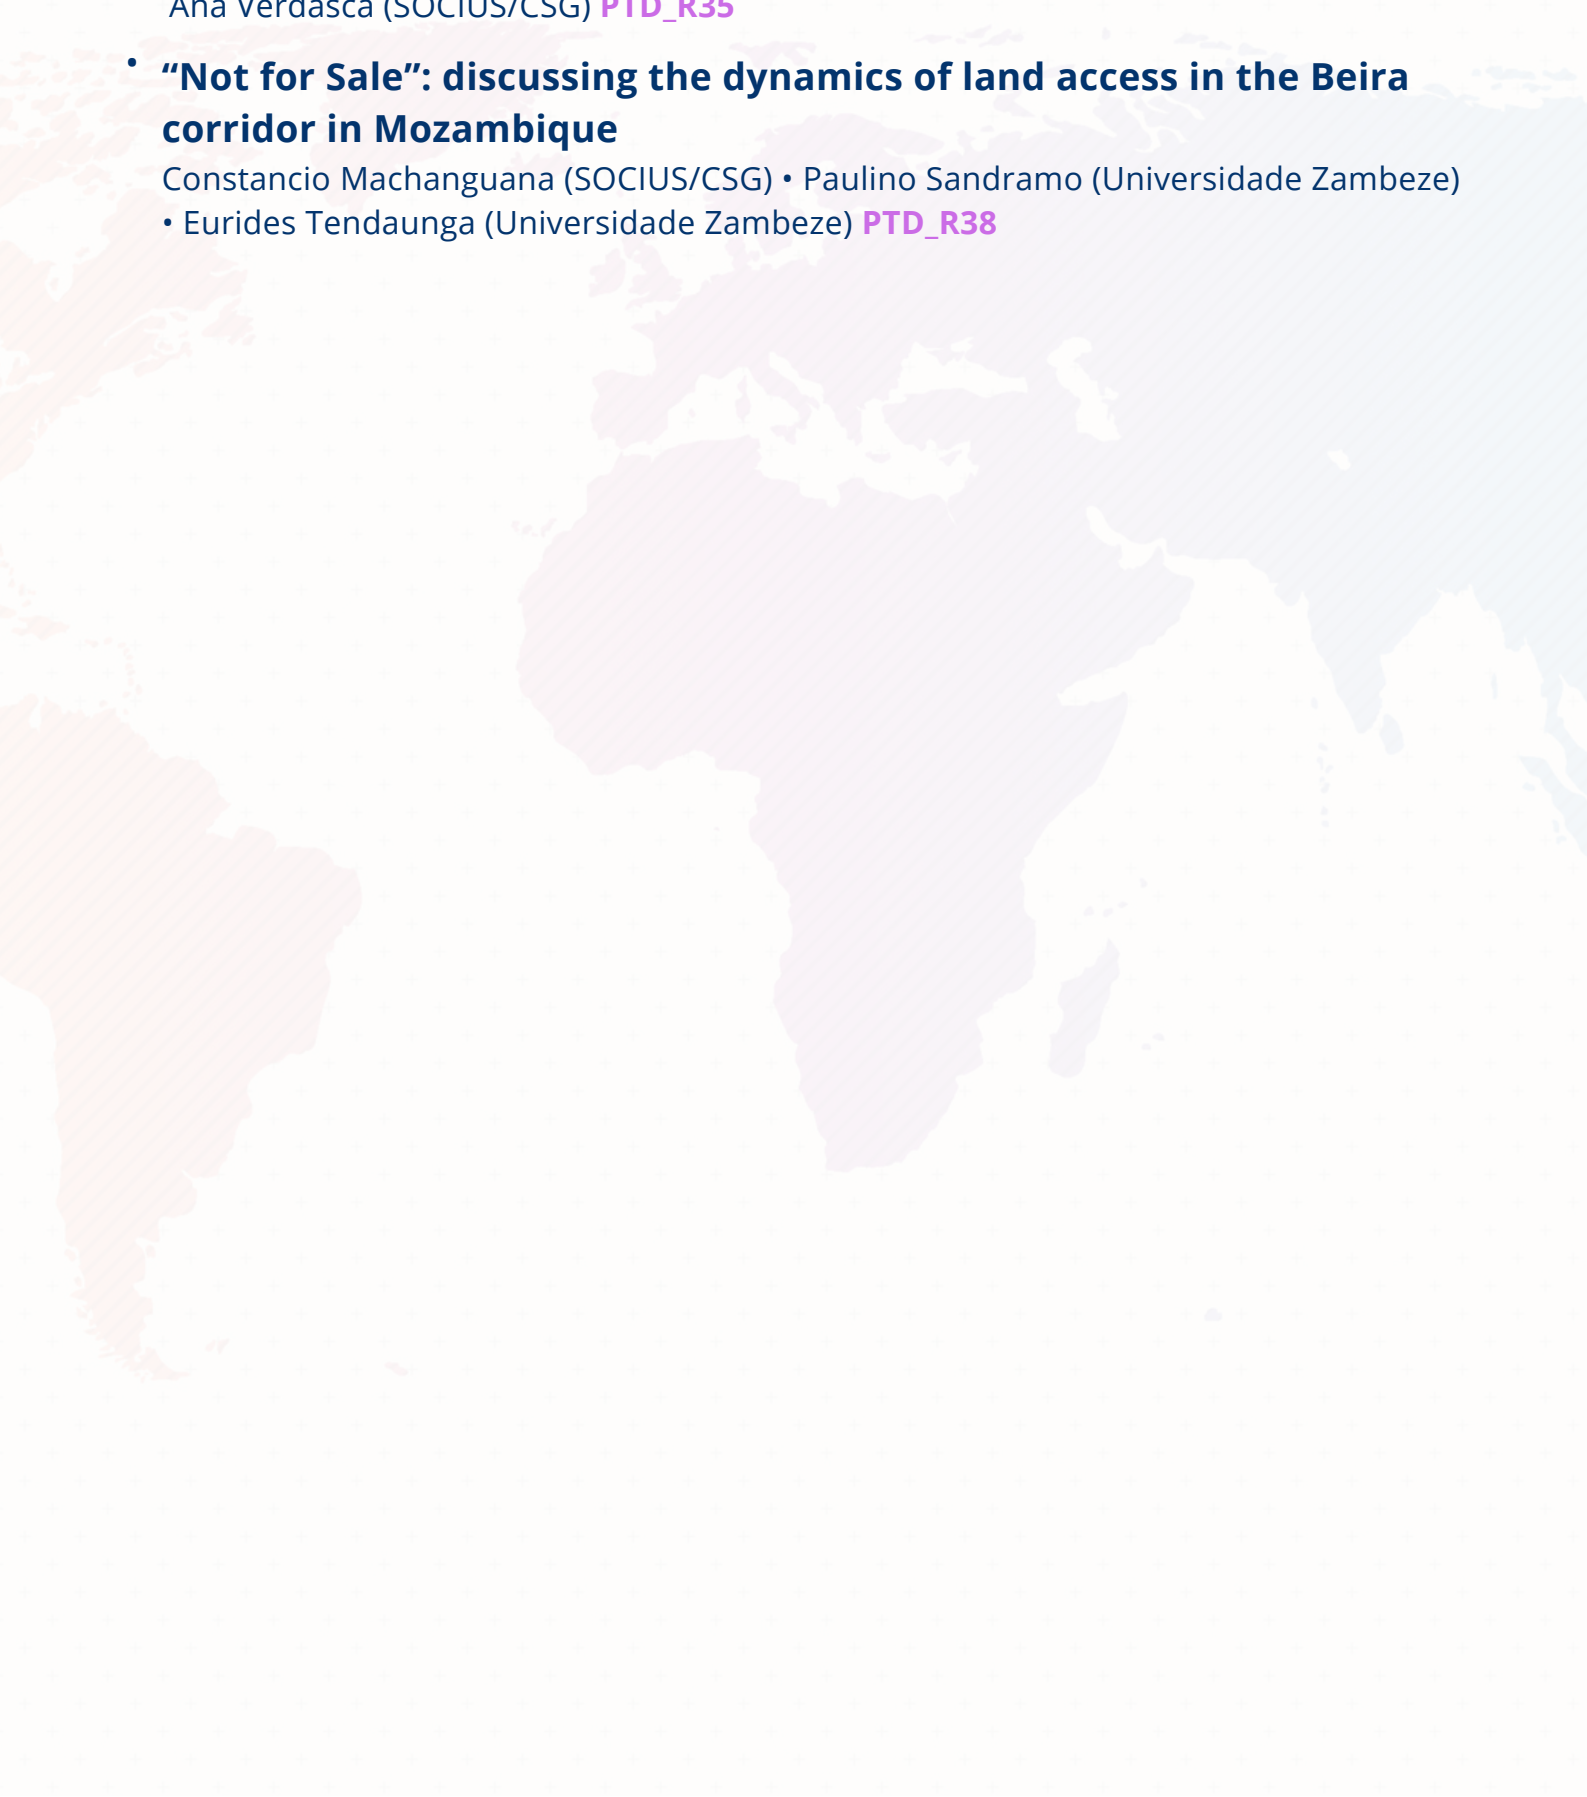 Ana Verdasca (SOCIUS/CSG) PTD_R35
• “Not for Sale”: discussing the dynamics of land access in the Beira
corridor in Mozambique
Constancio Machanguana (SOCIUS/CSG) • Paulino Sandramo (Universidade Zambeze)
• Eurides Tendaunga (Universidade Zambeze) PTD_R38